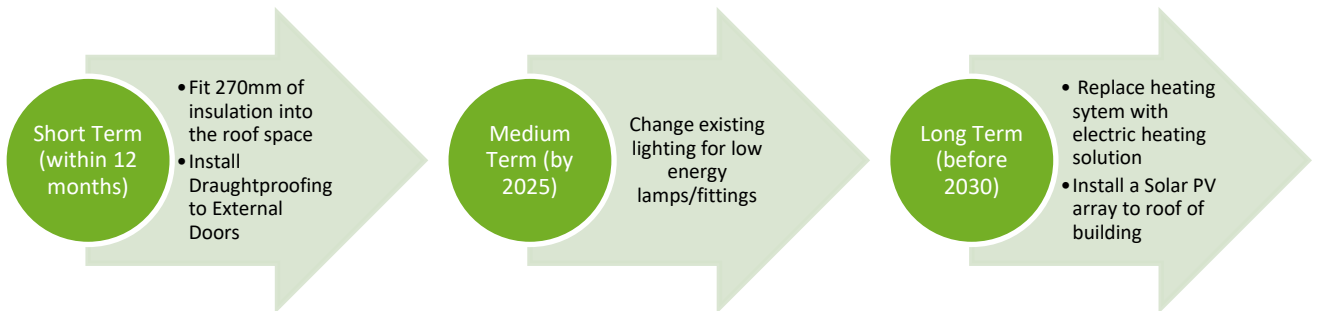 Short Term
(within 12
months)
•Fit 270mm of
insulation into
the roof space
•Install
Draughtproofing
to External
Doors
Medium
Term (by
2025)
Change existing
lighting for low
energy
lamps/fittings
Long Term
(before
2030)
• Replace heating
sytem with
electric heating
solution
•Install a Solar PV
array to roof of
building